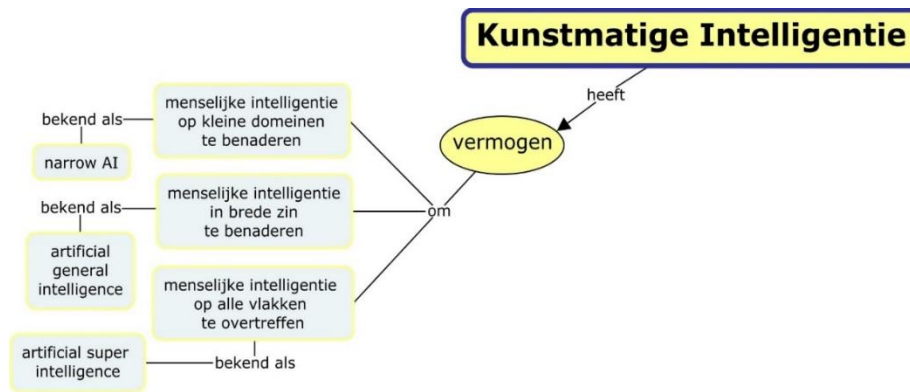 Kunstmatige Intelligentie
heeft
vermogen
om
menselijke intelligentie
op kleine domeinen
te benaderen
bekend als
narrow AI
menselijke intelligentie
in brede zin
te benaderen
bekend als
artificial
general
intelligence
menselijke intelligentie
op alle vlakken
te overtreffen
bekend als
artificial super
intelligence